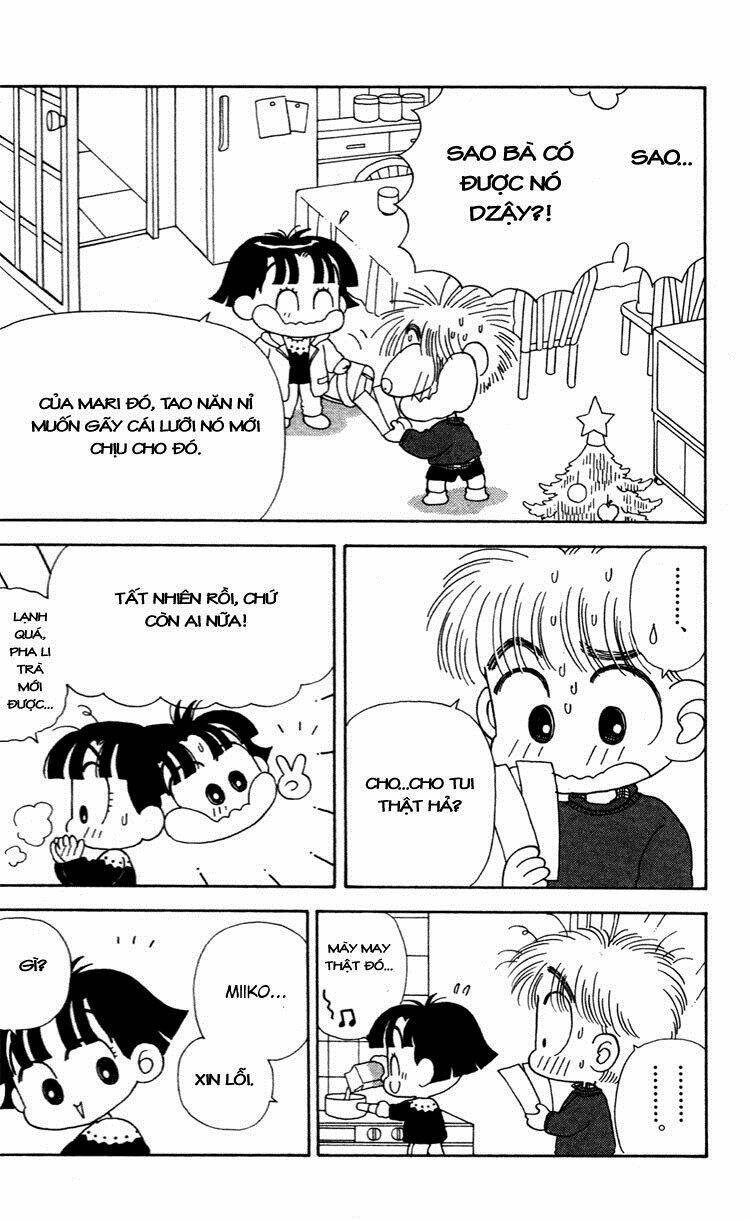 SAO...
SAO BÀ CÓ
ĐƯỢC NÓ
DZẬY?!
CỦA MARI ĐÓ, TAO NĂN NỈ
MUỐN GÃY CÁI LƯỠI NÓ MỚI
CHỊU CHO ĐÓ.
......
CHO...CHO TUI
THẬT HẢ?
TẤT NHIÊN RỒI, CHỨ
CÒN AI NỮA!
LẠNH
QUÁ,
PHA LI
TRÀ
MỚI
ĐƯỢC...
.......
MÀY MAY
THẬT ĐÓ...
MIIKO...
XIN LỖI.
GÌ?